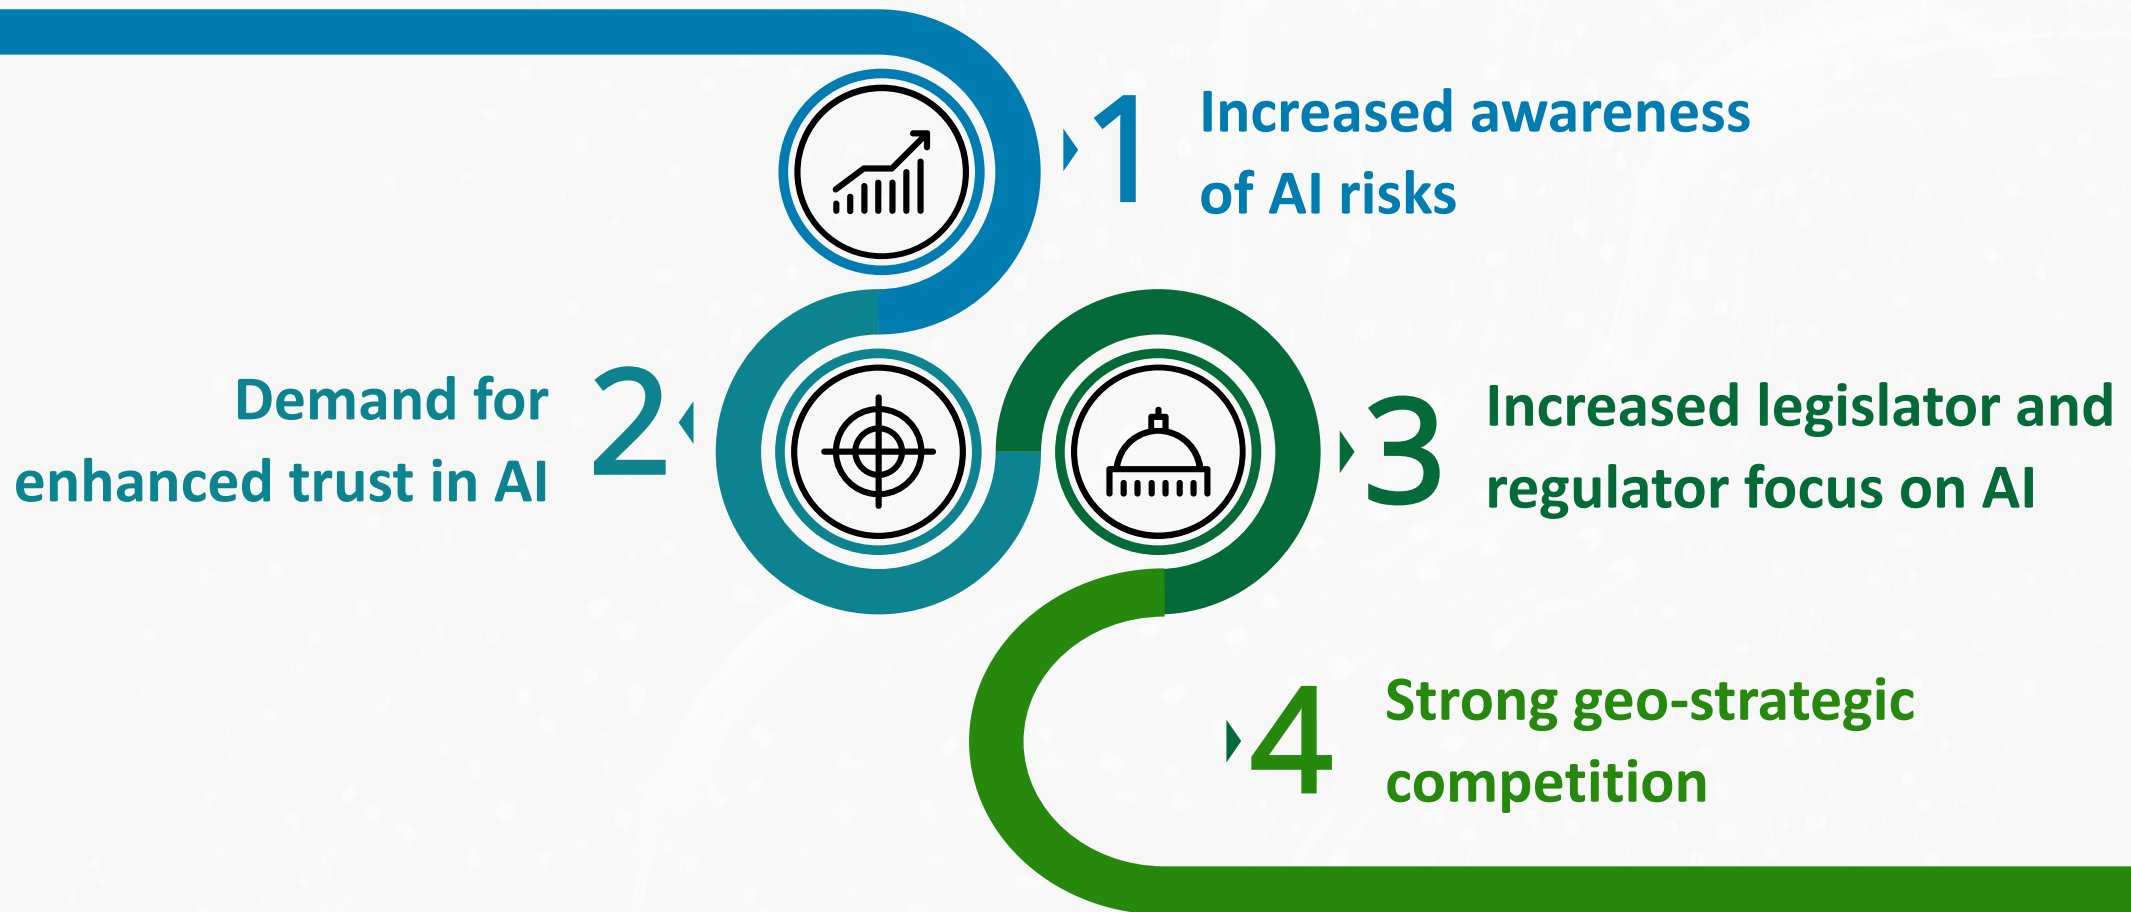 1
Increased awareness
of AI risks
2
Demand for
enhanced trust in AI
3
Increased legislator and
regulator focus on AI
4
Strong geo-strategic
competition